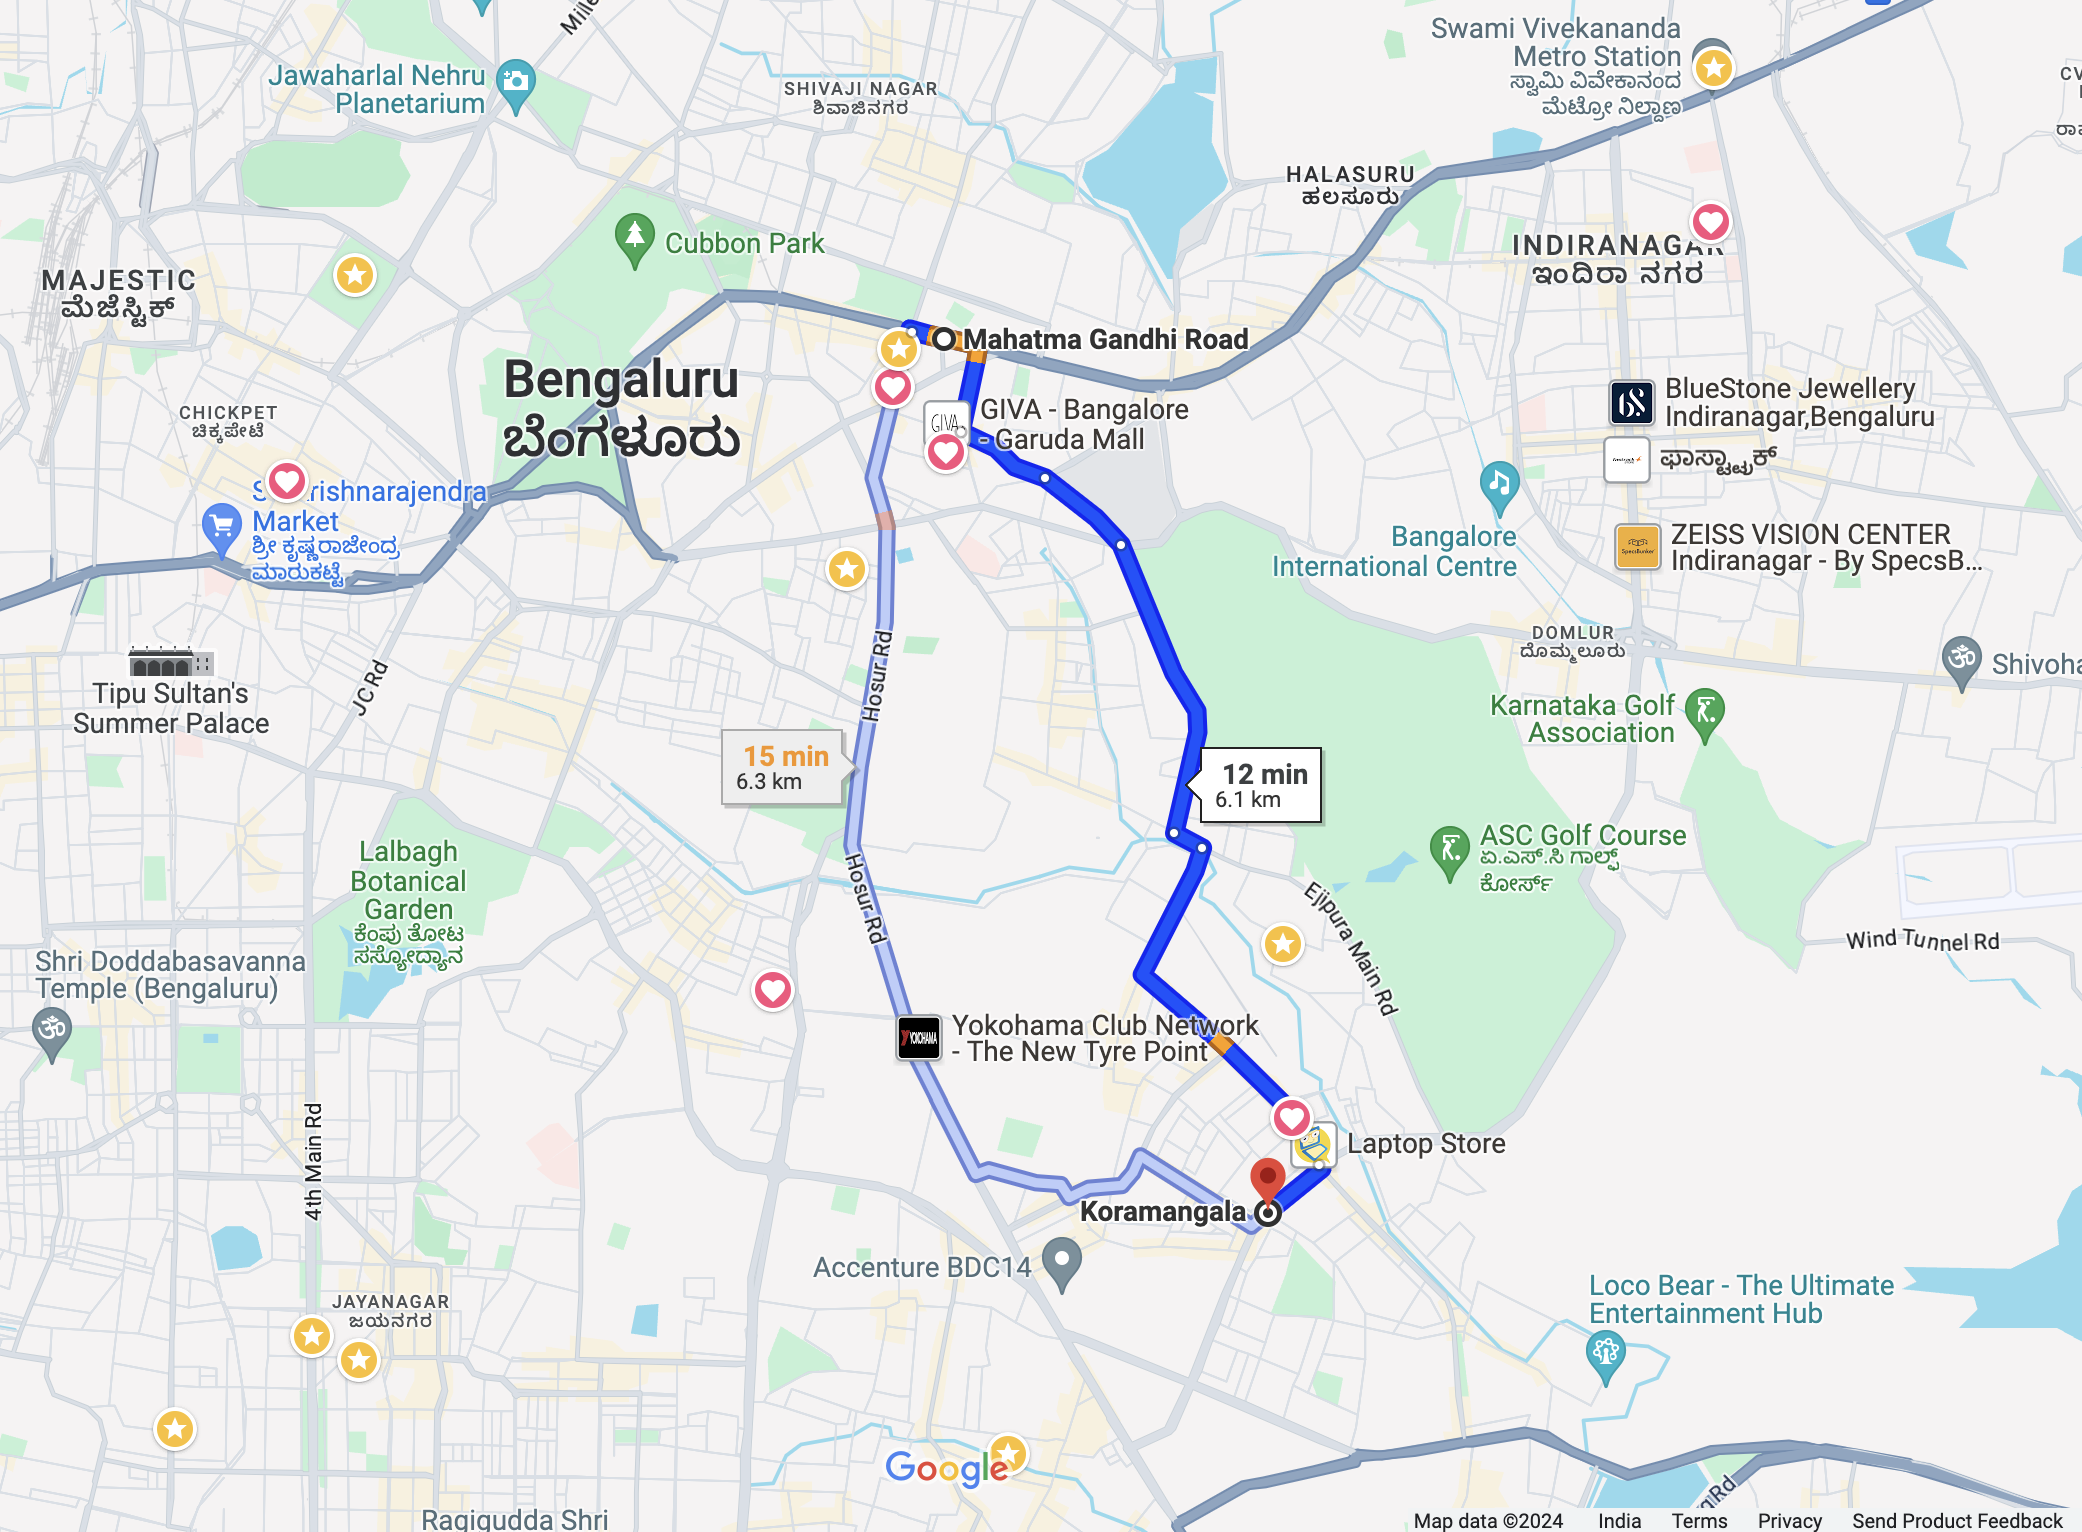 Swami Vivekananda
Metro Station
ಸ್ವಾಮಿ ವಿವೇಕಾನಂದ
ಮೆಟ್ರೋ ನಿಲ್ದಾಣ
Jawaharlal Nehru
Planetarium
SHIVAJI NAGAR
ಶಿವಾಜಿನಗರ
HALASURU
ಹಲಸೂರು
INDIRANAGAR
ಇಂದಿರಾ ನಗರ
Cubbon Park
MAJESTIC
ಮೆಜೆಸ್ಟಿಕ್
Mahatma Gandhi Road
Bengaluru
ಬೆಂಗಳೂರು
CHICKPET
ಚಿಕ್ಕಪೇಟೆ
GIVA
GIVA - Bangalore
- Garuda Mall
BlueStone Jewellery
Indiranagar,Bengaluru
ಫಾಸ್ಟ್ರ್ಯಾಕ್
Market
ಶ್ರೀ ಕೃಷ್ಣರಾಜೇಂದ್ರ
ಮಾರುಕಟ್ಟೆ
Bangalore
International Centre
ZEISS VISION CENTER
Indiranagar - By SpecsB...
DOMLUR
ದೊಮ್ಮಲೂರು
Shivoha
Tipu Sultan's
Summer Palace
JC Rd
Hosur Rd
Karnataka Golf
Association
15 min
6.3 km
12 min
6.1 km
ASC Golf Course
ಏ.ಎಸ್.ಸಿ ಗಾಲ್ಫ್
ಕೋರ್ಸ್
Lalbagh
Botanical
Garden
ಕೆಂಪು ತೋಟ
ಸಸ್ಯೋದ್ಯಾನ
Hosur Rd
Ejipura Main Rd
Wind Tunnel Rd
Shri Doddabasavanna
Temple (Bengaluru)
YOKOHAMA
Yokohama Club Network
- The New Tyre Point
4th Main Rd
Laptop Store
Koramangala
Accenture BDC14
JAYANAGAR
ಜಯನಗರ
Loco Bear - The Ultimate
Entertainment Hub
Google
Ragigudda Shri
Map data ©2024 India Terms Privacy Send Product Feedback